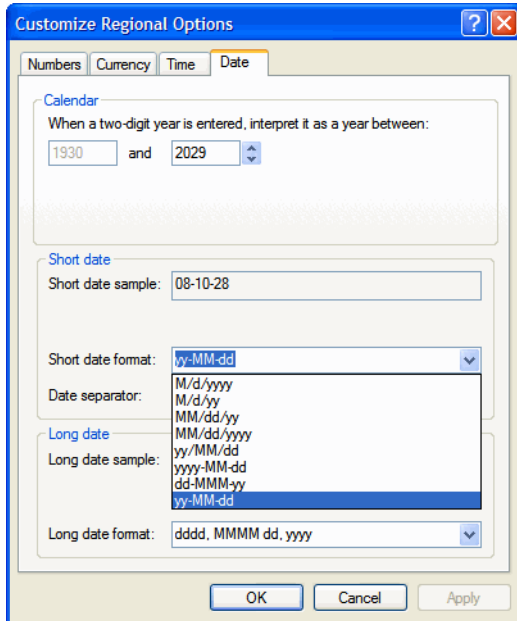 Customize Regional Options
Numbers Currency Time Date
Calendar
When a two-digit year is entered, interpret it as a year between:
1930 and 2029
Short date
Short date sample: 08-10-28
Short date format: yy-MM-dd
Date separator:
M/d/yyyy
M/d/yy
MM/dd/yy
MM/dd/yyyy
yy/MM/dd
yyyy-MM-dd
dd-MMM-yy
yy-MM-dd
Long date
Long date sample:
Long date format: dddd, MMMM dd, yyyy
OK Cancel Apply